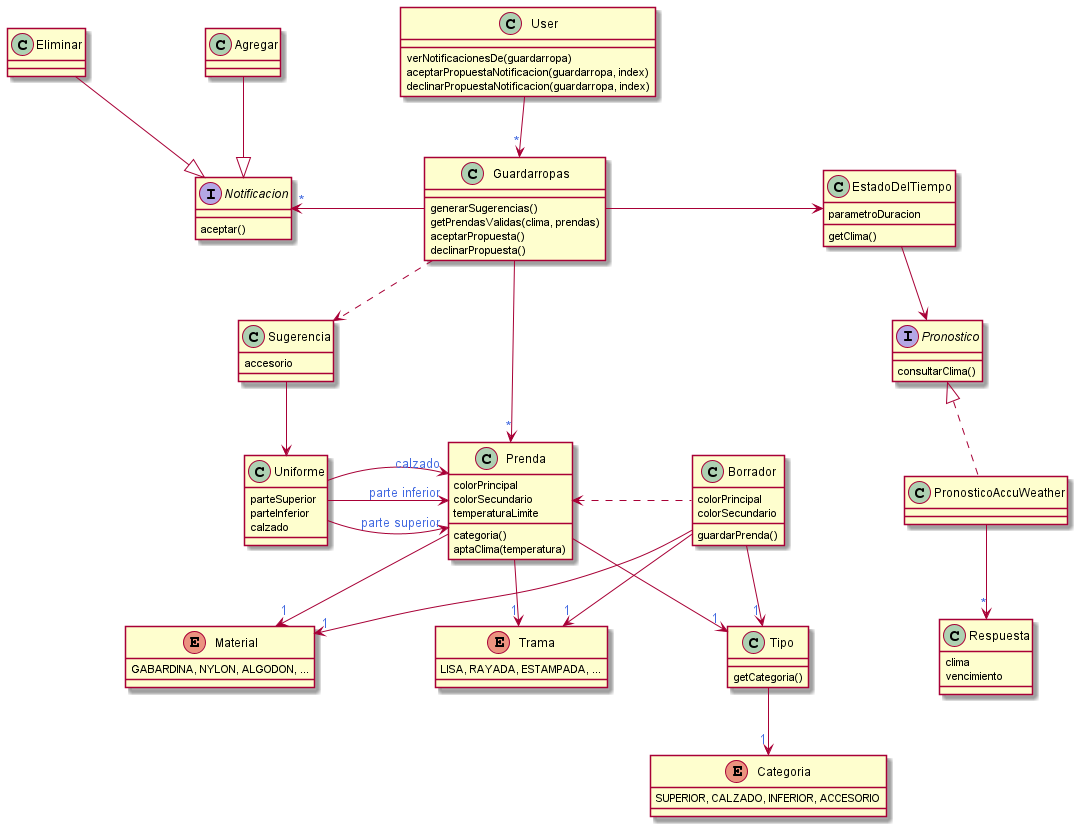 C Eliminar
C Agregar
C User
verNotificacionesDe(guardarropa)
aceptarPropuestaNotificacion(guardarropa, index)
declinarPropuestaNotificacion(guardarropa, index)
*
I Notificacion
aceptar()
*
C Guardarropas
generarSugerencias()
getPrendasValidas(clima, prendas)
aceptarPropuesta()
declinarPropuesta()
C EstadoDelTiempo
parametroDuracion
getClima()
C Sugerencia
accesorio
I Pronostico
consultarClima()
*
C Uniforme
parteSuperior
parteInferior
calzado
calzado
parte inferior
parte superior
C Prenda
colorPrincipal
colorSecundario
temperaturaLimite
categoria()
aptaClima(temperatura)
C Borrador
colorPrincipal
colorSecundario
guardarPrenda()
C PronosticoAccuWeather
1
1
1
1
1
1
*
E Material
GABARDINA, NYLON, ALGODON, ...
E Trama
LISA, RAYADA, ESTAMPADA, ...
C Tipo
getCategoria()
C Respuesta
clima
vencimiento
1
E Categoria
SUPERIOR, CALZADO, INFERIOR, ACCESORIO